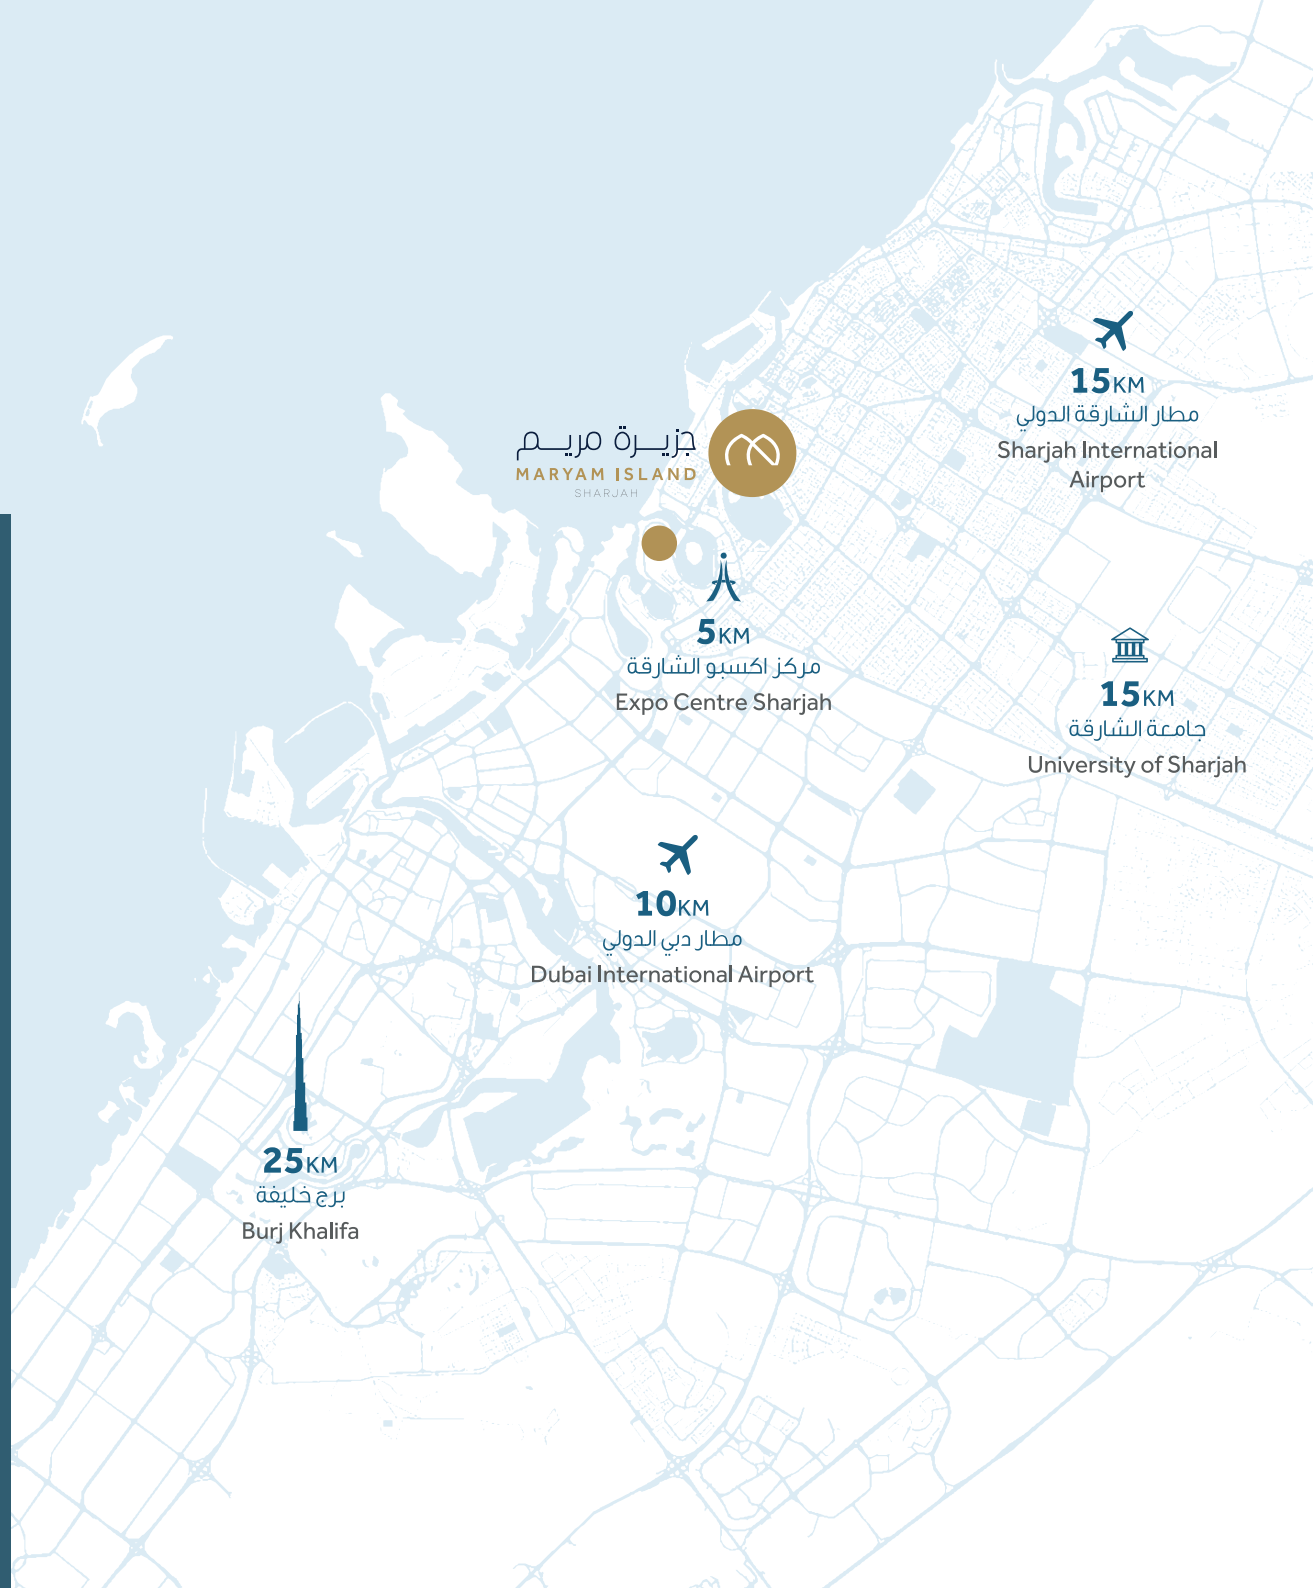 15KM
مطار الشارقة الدولي
Sharjah International
Airport
جزيـــرة مريـــم
MARYAM ISLAND
SHARJAH
5KM
مركز اكسبو الشارقة
Expo Centre Sharjah
15KM
جامعة الشارقة
University of Sharjah
10KM
مطار دبي الدولي
Dubai International Airport
25KM
برج خليفة
Burj Khalifa